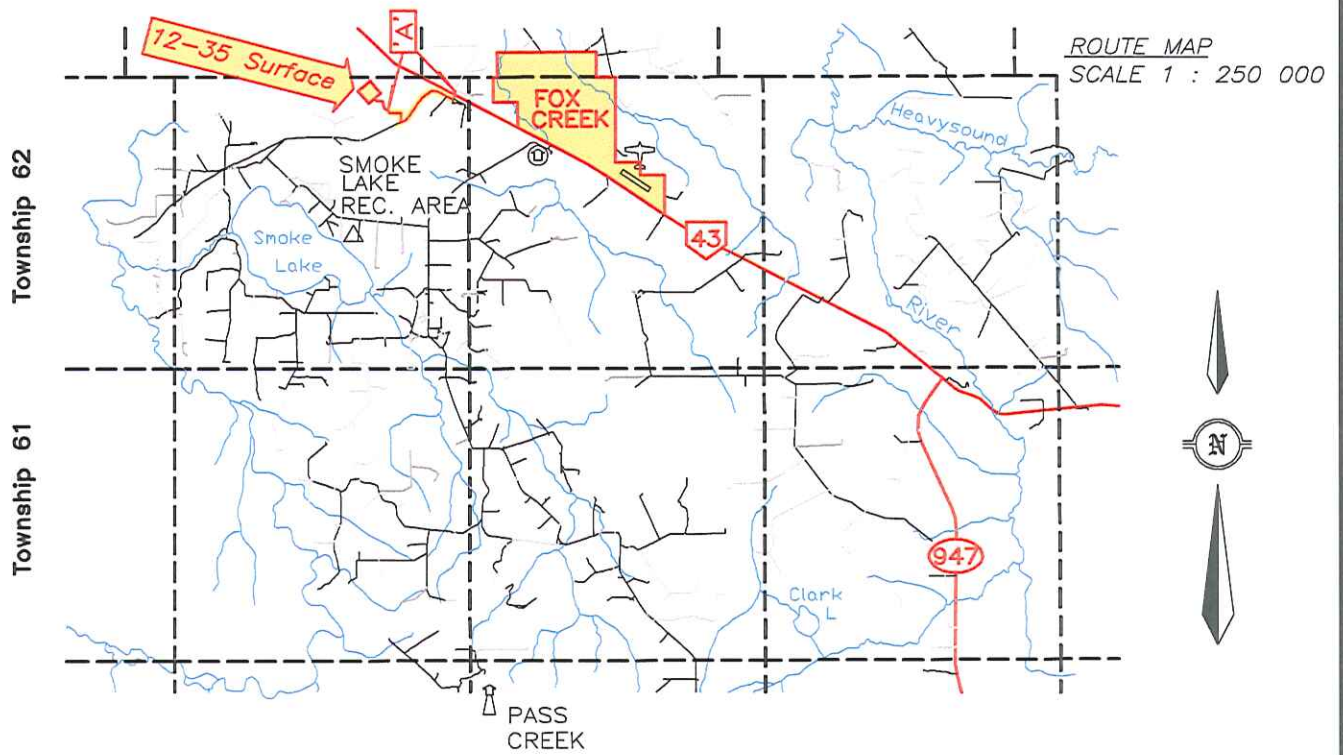 ROUTE MAP
SCALE 1 : 250 000
12-35 Surface
'A'
FOX
CREEK
Heavysound
SMOKE
LAKE
REC. AREA
Smoke
Lake
43
River
Township 62
N
Township 61
947
Clark
L
PASS
CREEK